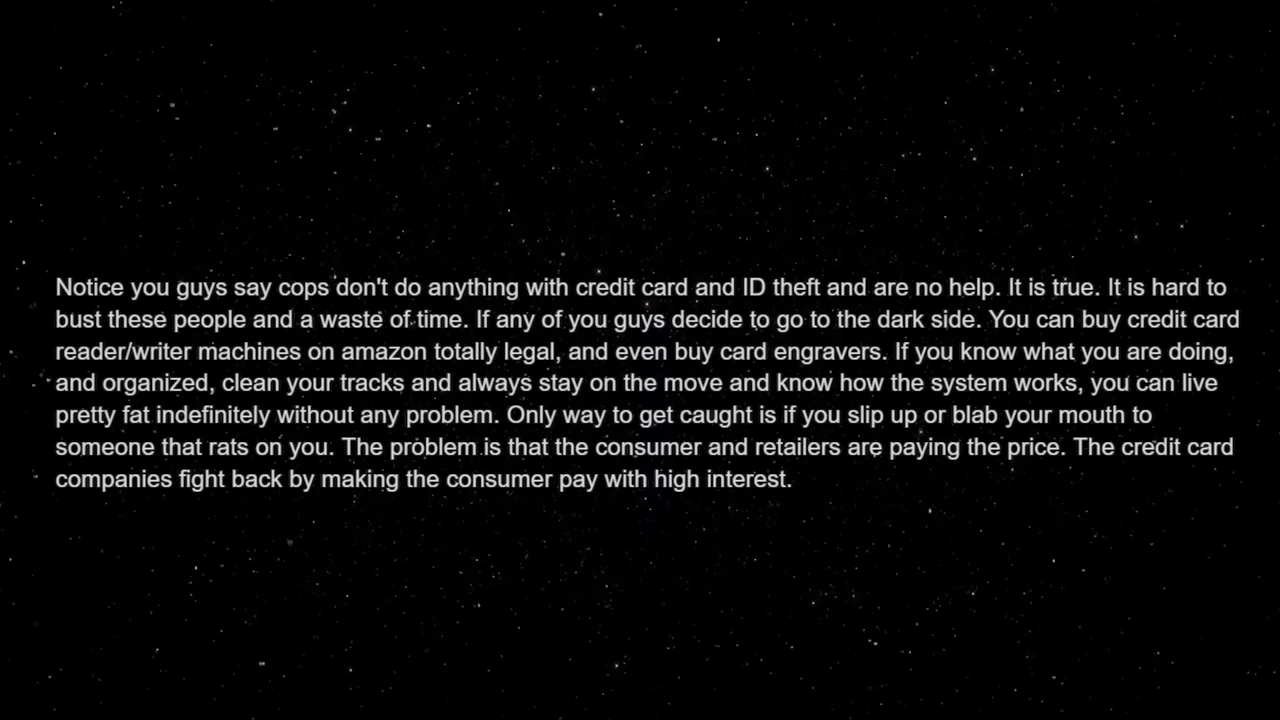 Notice you guys say cops don't do anything with credit card and ID theft and are no help. It is true. It is hard to
bust these people and a waste of time. If any of you guys decide to go to the dark side. You can buy credit card
reader/writer machines on amazon totally legal, and even buy card engravers. If you know what you are doing,
and organized, clean your tracks and always stay on the move and know how the system works, you can live
pretty fat indefinitely without any problem. Only way to get caught is if you slip up or blab your mouth to
someone that rats on you. The problem is that the consumer and retailers are paying the price. The credit card
companies fight back by making the consumer pay with high interest.